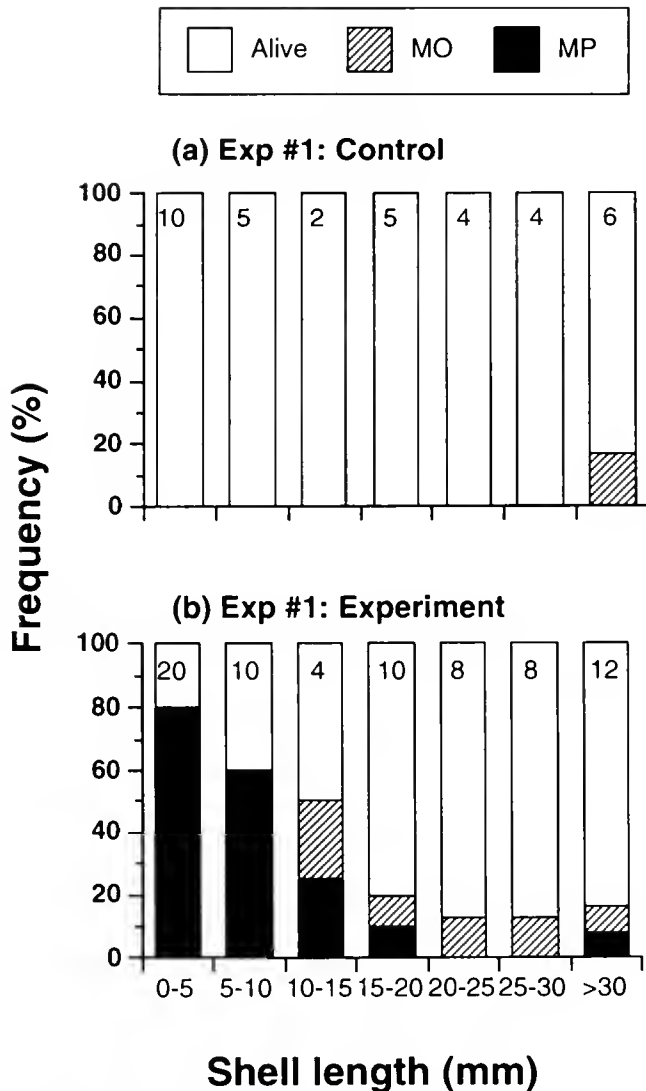 Alive MO MP
(a) Exp #1: Control
100
80
60
40
20
0
10 5 2 5 4 4 6
Frequency (%)
(b) Exp #1: Experiment
100
80
60
40
20
0
20 10 4 10 8 8 12
0-5 5-10 10-15 15-20 20-25 25-30 >30
Shell length (mm)